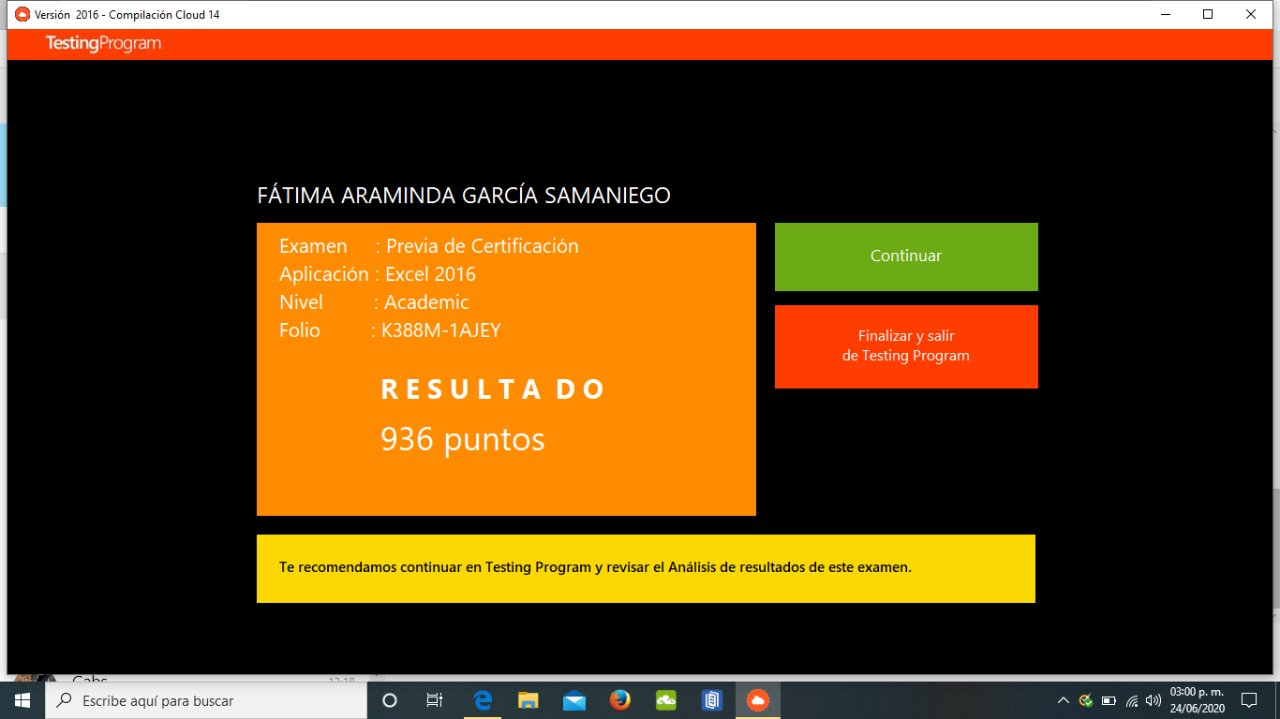 Versión 2016 - Compilación Cloud 14
TestingProgram
FÁTIMA ARAMINDA GARCÍA SAMANIEGO
Examen : Previa de Certificación
Aplicación : Excel 2016
Nivel : Academic
Folio : K388M-1AJEY
RESULTADO
936 puntos
Continuar
Finalizar y salir
de Testing Program
Te recomendamos continuar en Testing Program y revisar el Análisis de resultados de este examen.
Escribe aquí para buscar
03:00 p. m.
24/06/2020